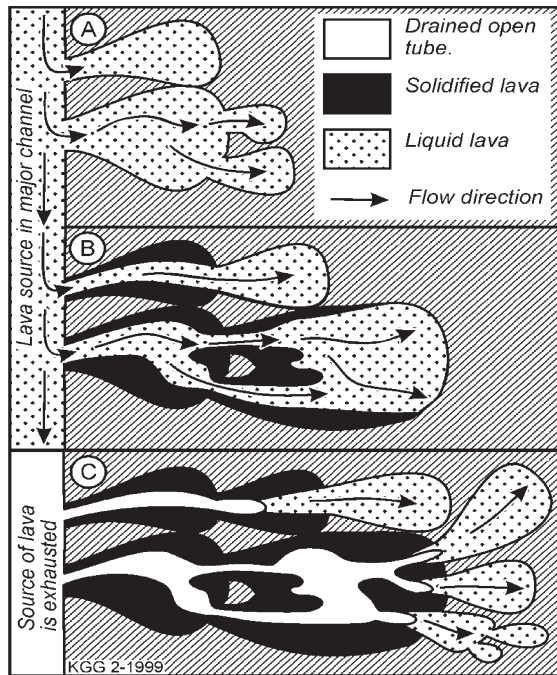 A
Drained open
tube.
Solidified lava
Liquid lava
Flow direction
Lava source in major channel
B
C
Source of lava
is exhausted
KGG 2-1999